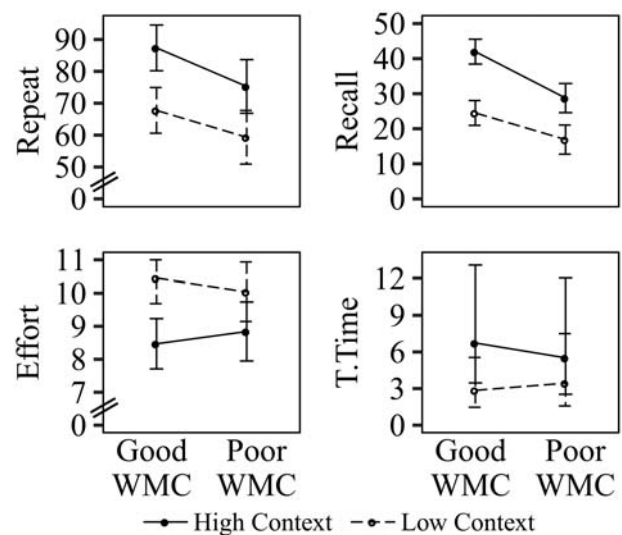 Repeat
90
80
70
60
50
0
Recall
50
40
30
20
10
0
Effort
11
10
9
8
7
0
Good WMC
Poor WMC
T.Time
12
9
6
3
0
Good WMC
Poor WMC
High Context Low Context